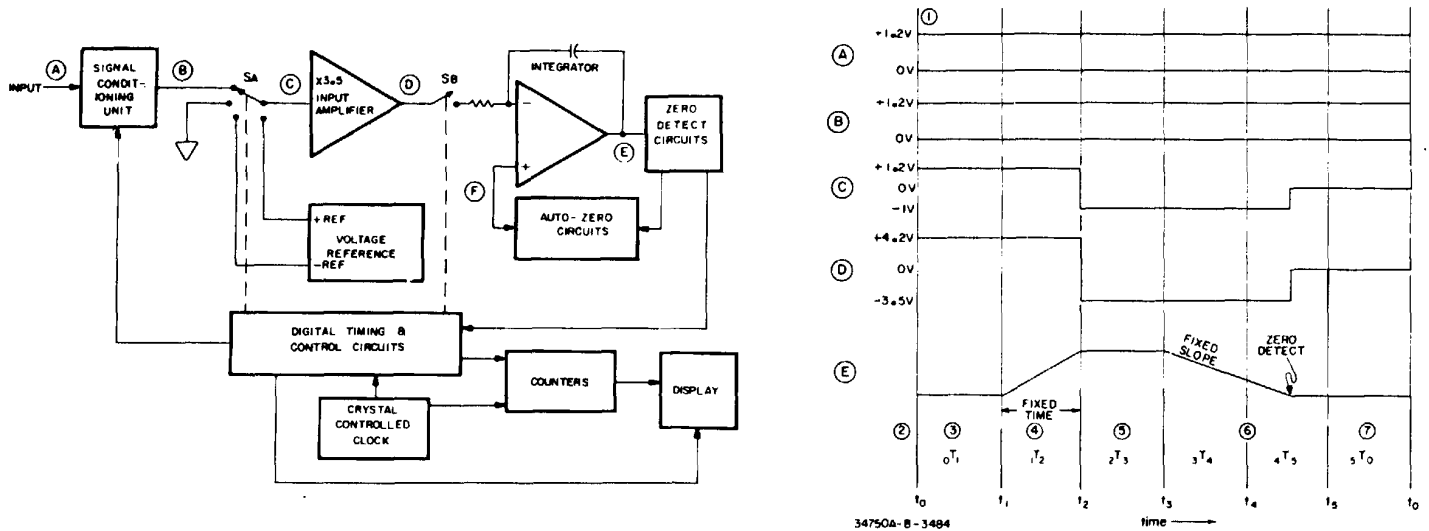 INPUT
A
SIGNAL
CONDIT-
IONING
UNIT
B
SA
C
X3.5
INPUT
AMPLIFIER
D
SB
INTEGRATOR
-
+
E
F
ZERO
DETECT
CIRCUITS
AUTO-ZERO
CIRCUITS
+ REF
VOLTAGE
REFERENCE
-REF
DIGITAL TIMING &
CONTROL CIRCUITS
CRYSTAL
CONTROLLED
CLOCK
COUNTERS
DISPLAY
1
A
+1.2V
0V
B
+1.2V
0V
C
+1.2V
0V
-1V
D
+4.2V
0V
-3.5V
E
FIXED
SLOPE
ZERO
DETECT
FIXED
TIME
2 3 4 5 6 7
0T1 1T2 2T3 3T4 4T5 5T0
t0 t1 t2 t3 t4 t5 t0
34750A-B-3484
time